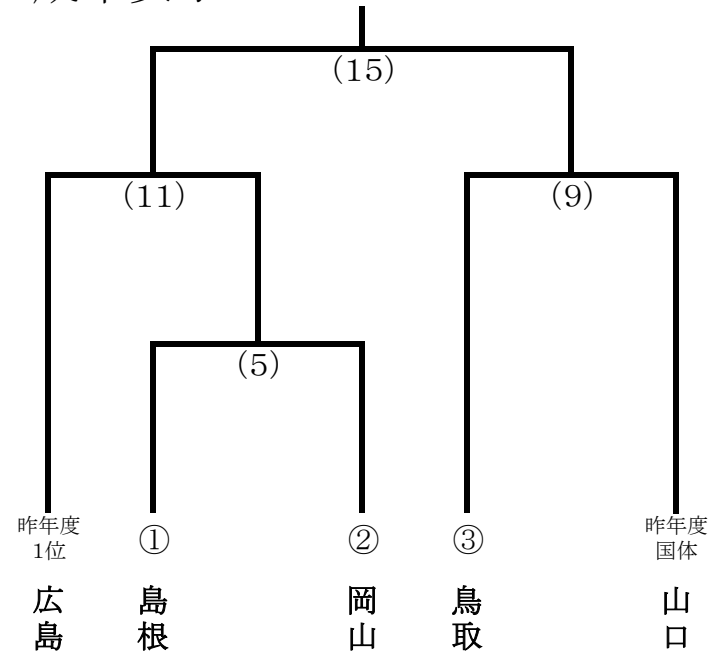 (15)
(11)
(9)
(5)
昨年度
1位
①
②
③
昨年度
国体
広島
島根
岡山
鳥取
山口